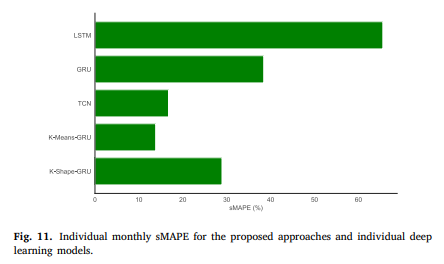 LSTM
GRU
TCN
K-Means-GRU
K-Shape-GRU
0 10 20 30 40 50 60
sMAPE (%)
Fig. 11. Individual monthly sMAPE for the proposed approaches and individual deep
learning models.